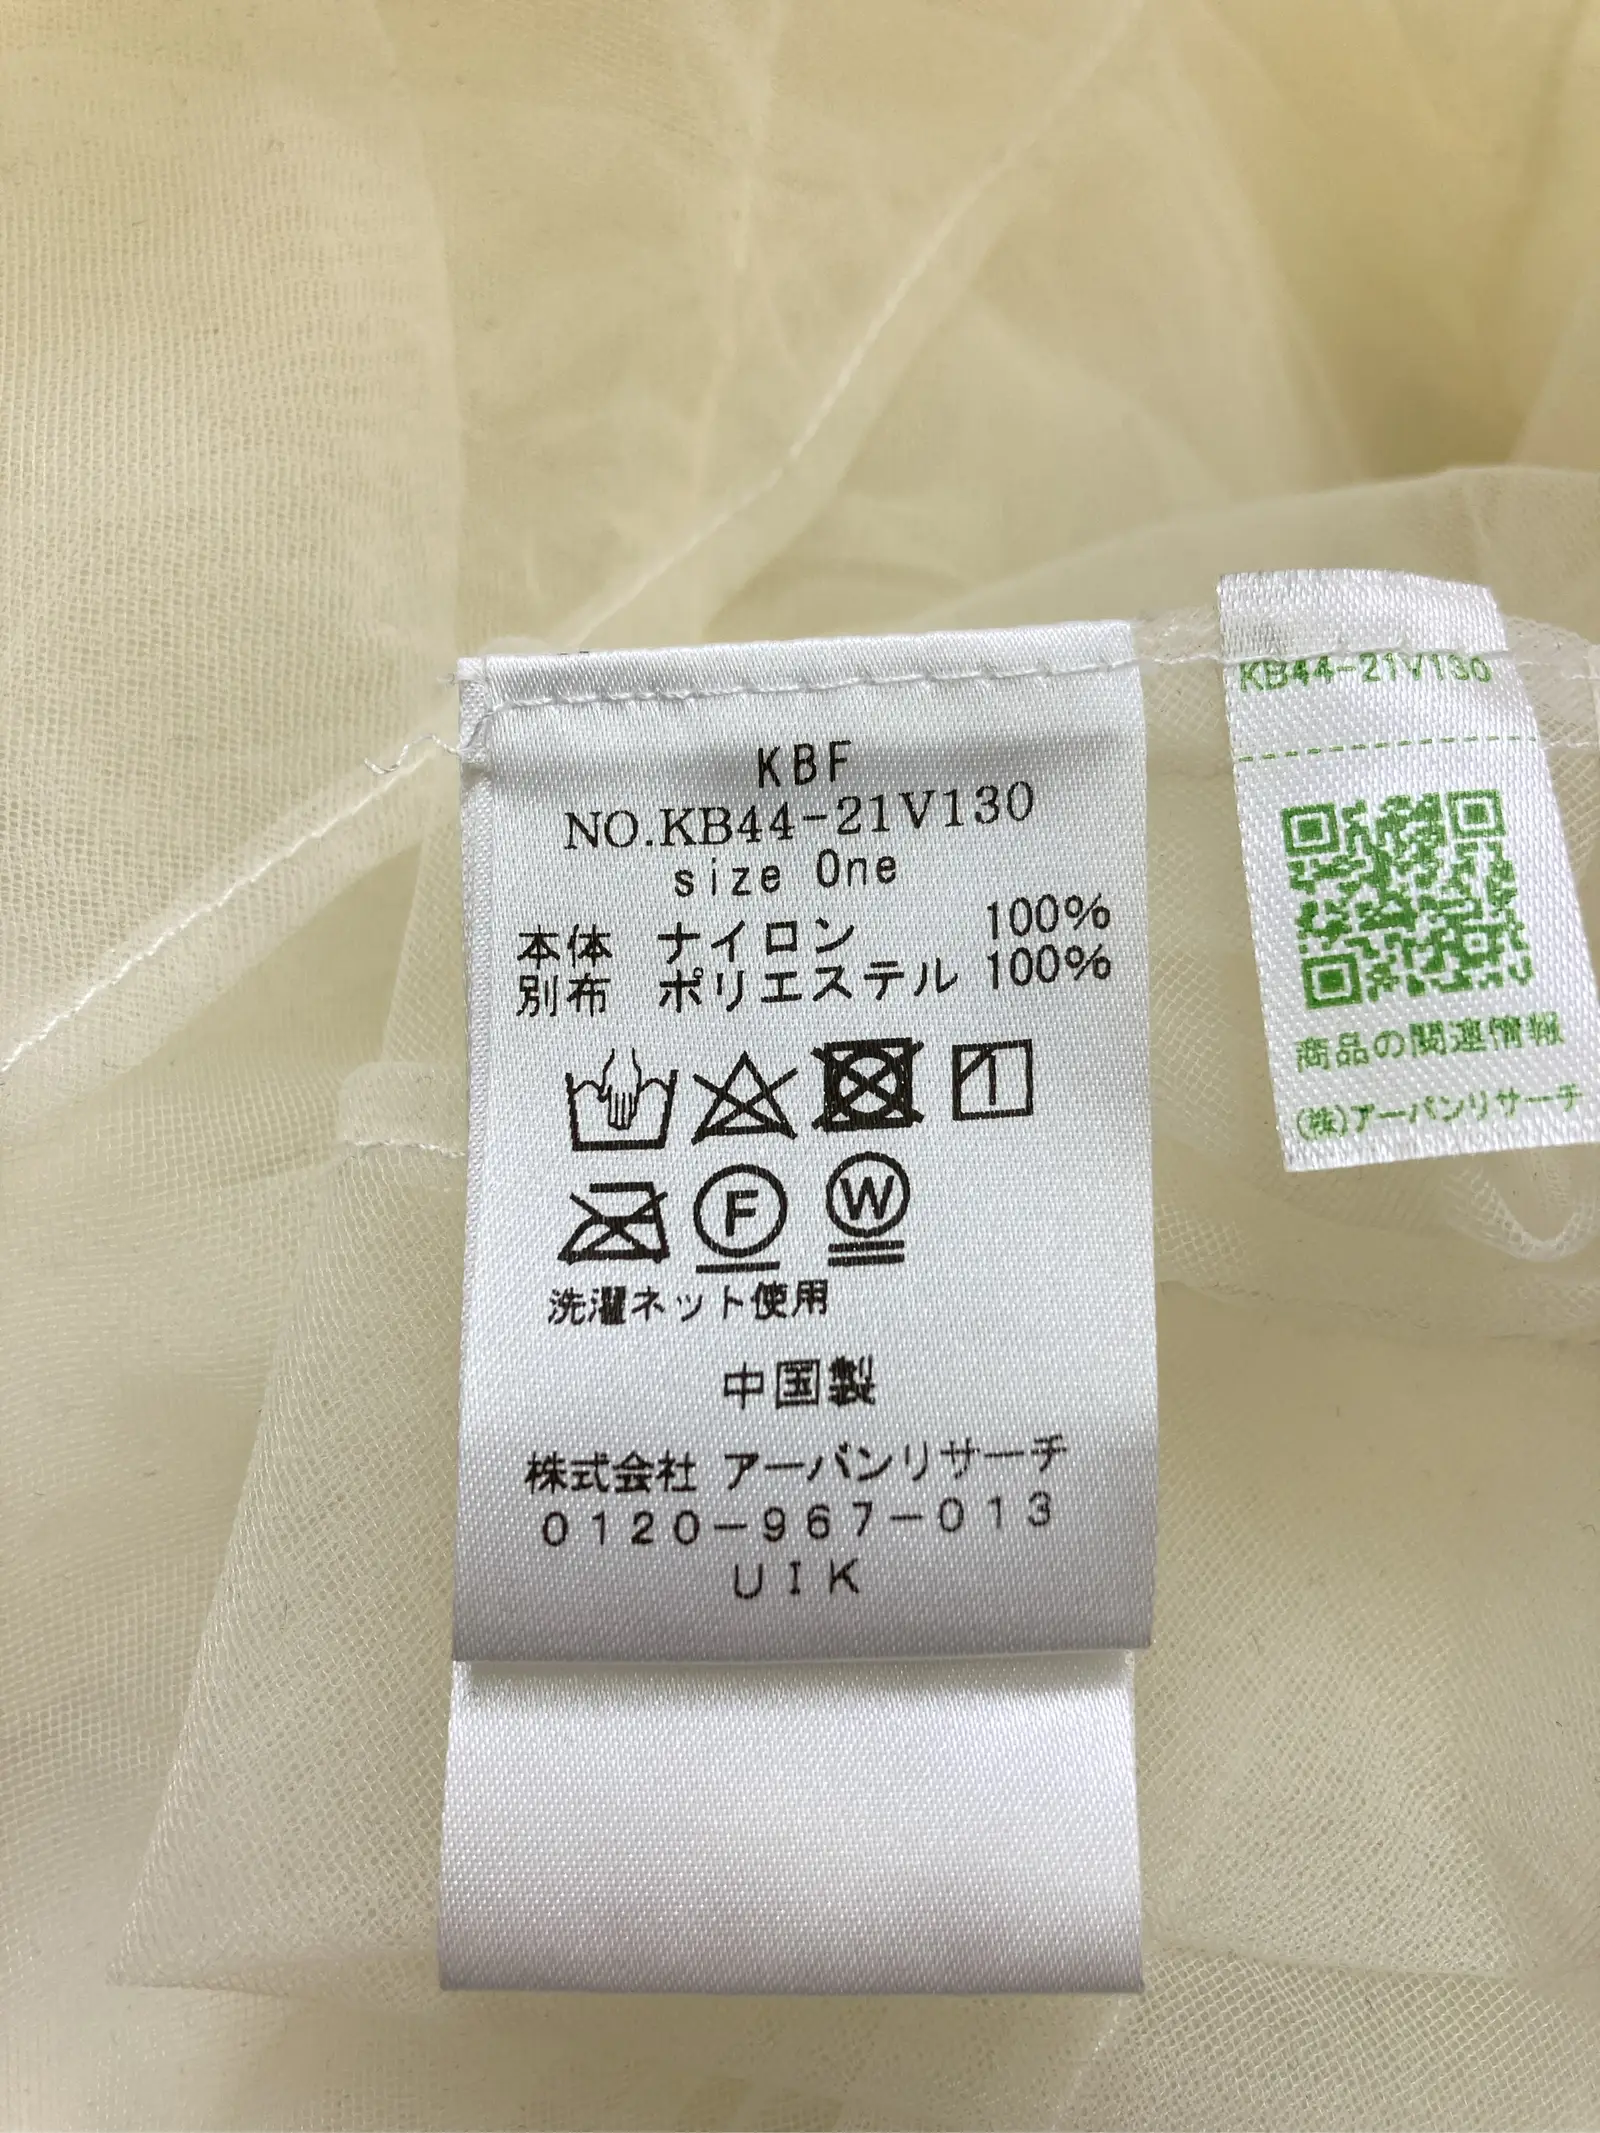 KBF
NO.KB44-21V130
size One
本体 ナイロン 100%
別布 ポリエステル 100%
F
W
洗濯ネット使用
中国製
株式会社 アーバンリサーチ
0120-967-013
UIK
KB44-21V130
商品の関連情報
(株)アーバンリサーチ